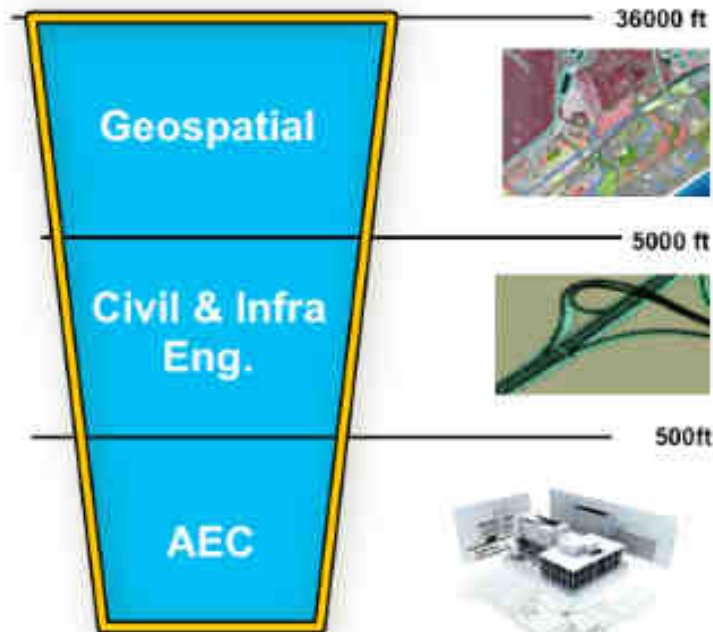 36000 ft
Geospatial
5000 ft
Civil & Infra
Eng.
500ft
AEC